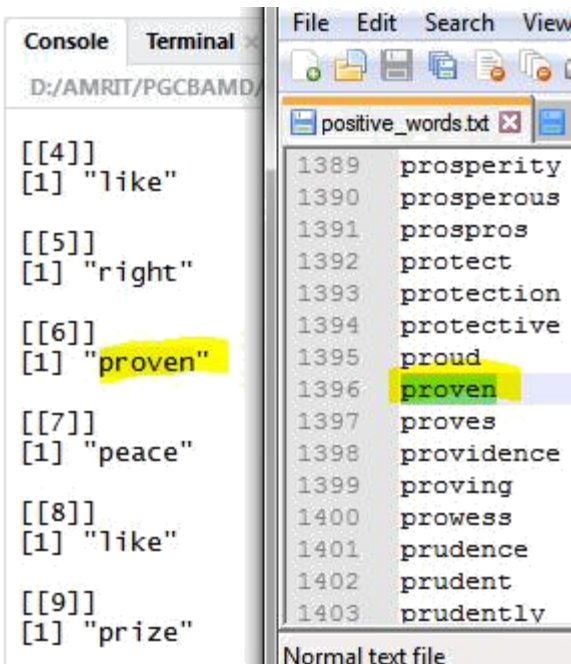 Console Terminal
D:/AMRIT/PGCBAMD/
[[4]]
[1] "like"
[[5]]
[1] "right"
[[6]]
[1] "proven"
[[7]]
[1] "peace"
[[8]]
[1] "like"
[[9]]
[1] "prize"
File Edit Search View
positive_words.txt
1389 prosperity
1390 prosperous
1391 prospros
1392 protect
1393 protection
1394 protective
1395 proud
1396 proven
1397 proves
1398 providence
1399 proving
1400 prowess
1401 prudence
1402 prudent
1403 prudently
Normal text file